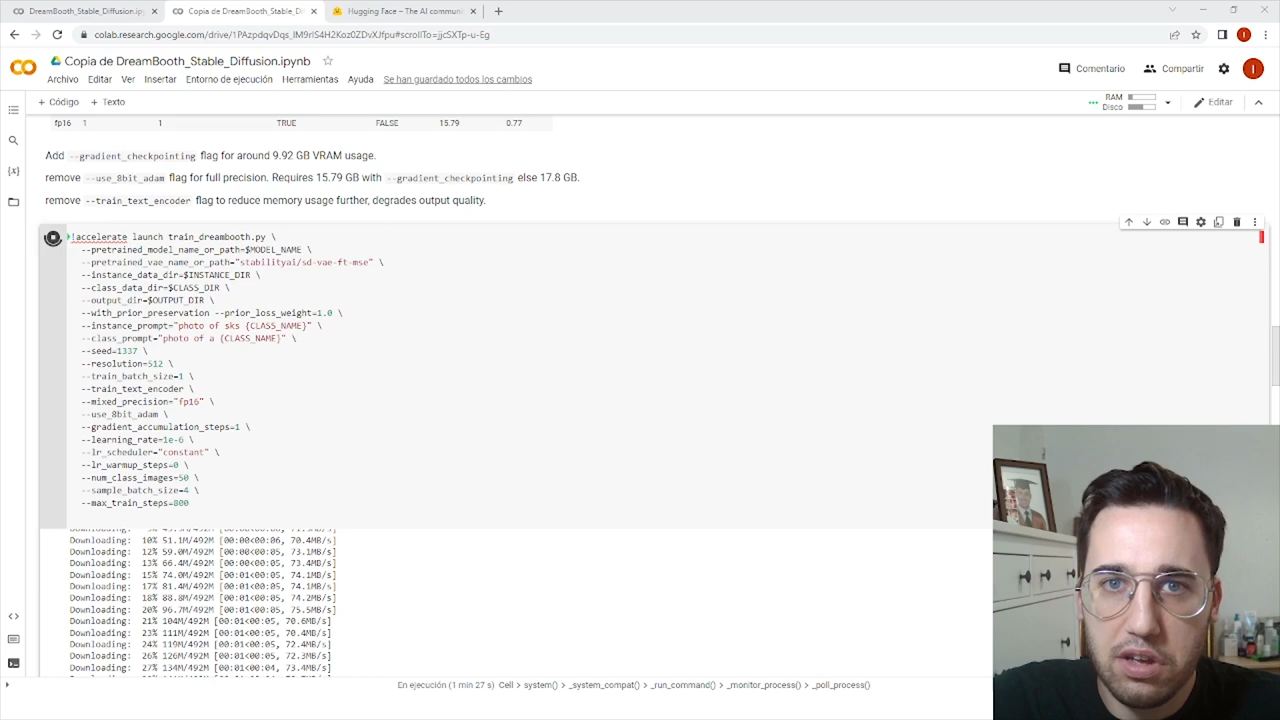 DreamBooth_Stable_Diffusion.ipyn
Copia de DreamBooth_Stable_Di
Hugging Face – The AI communi
colab.research.google.com/drive/1PAzpdqvDqs_IM9rlS4H2Koz0ZDvXJfpu#scrollTo=jjcSXTp-u-Eg
Copia de DreamBooth_Stable_Diffusion.ipynb
Archivo Editar Ver Insertar Entorno de ejecución Herramientas Ayuda Se han guardado todos los cambios
Comentario Compartir
+ Código + Texto
RAM
Disco
Editar
fp16 1 1 TRUE FALSE 15.79 0.77
Add --gradient_checkpointing flag for around 9.92 GB VRAM usage.
remove --use_8bit_adam flag for full precision. Requires 15.79 GB with --gradient_checkpointing else 17.8 GB.
remove --train_text_encoder flag to reduce memory usage further, degrades output quality.
!accelerate launch train_dreambooth.py \
--pretrained_model_name_or_path=$MODEL_NAME \
--pretrained_vae_name_or_path="stabilityai/sd-vae-ft-mse" \
--instance_data_dir=$INSTANCE_DIR \
--class_data_dir=$CLASS_DIR \
--output_dir=$OUTPUT_DIR \
--with_prior_preservation --prior_loss_weight=1.0 \
--instance_prompt="photo of sks {CLASS_NAME}" \
--class_prompt="photo of a {CLASS_NAME}" \
--seed=1337 \
--resolution=512 \
--train_batch_size=1 \
--train_text_encoder \
--mixed_precision="fp16" \
--use_8bit_adam \
--gradient_accumulation_steps=1 \
--learning_rate=1e-6 \
--lr_scheduler="constant" \
--lr_warmup_steps=0 \
--num_class_images=50 \
--sample_batch_size=4 \
--max_train_steps=800
Downloading: 10% 51.1M/492M [00:00<00:06, 70.4MB/s]
Downloading: 12% 59.0M/492M [00:00<00:05, 73.1MB/s]
Downloading: 13% 66.4M/492M [00:00<00:05, 73.4MB/s]
Downloading: 15% 74.0M/492M [00:01<00:05, 74.1MB/s]
Downloading: 17% 81.4M/492M [00:01<00:05, 74.1MB/s]
Downloading: 18% 88.8M/492M [00:01<00:05, 74.2MB/s]
Downloading: 20% 96.7M/492M [00:01<00:05, 75.5MB/s]
Downloading: 21% 104M/492M [00:01<00:05, 70.6MB/s]
Downloading: 23% 111M/492M [00:01<00:05, 70.4MB/s]
Downloading: 24% 119M/492M [00:01<00:05, 72.4MB/s]
Downloading: 26% 126M/492M [00:01<00:05, 72.3MB/s]
Downloading: 27% 134M/492M [00:01<00:04, 73.4MB/s]
En ejecución (1 min 27 s) Cell > system() > _system_compat() > _run_command() > _monitor_process() > _poll_process()